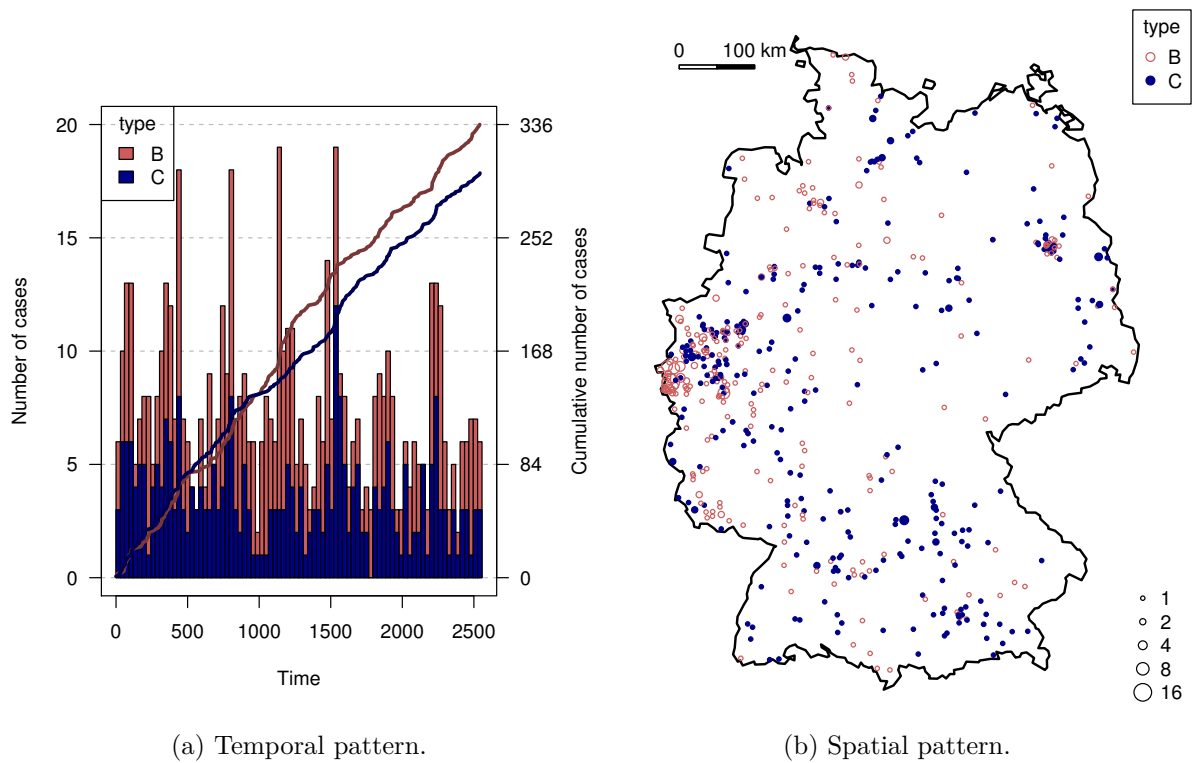 type
B
C
20
15
10
5
0
336
252
168
84
0
Number of cases
Cumulative number of cases
0 500 1000 1500 2000 2500
Time
(a) Temporal pattern.
0 100 km
type
B
C
1
2
4
8
16
(b) Spatial pattern.